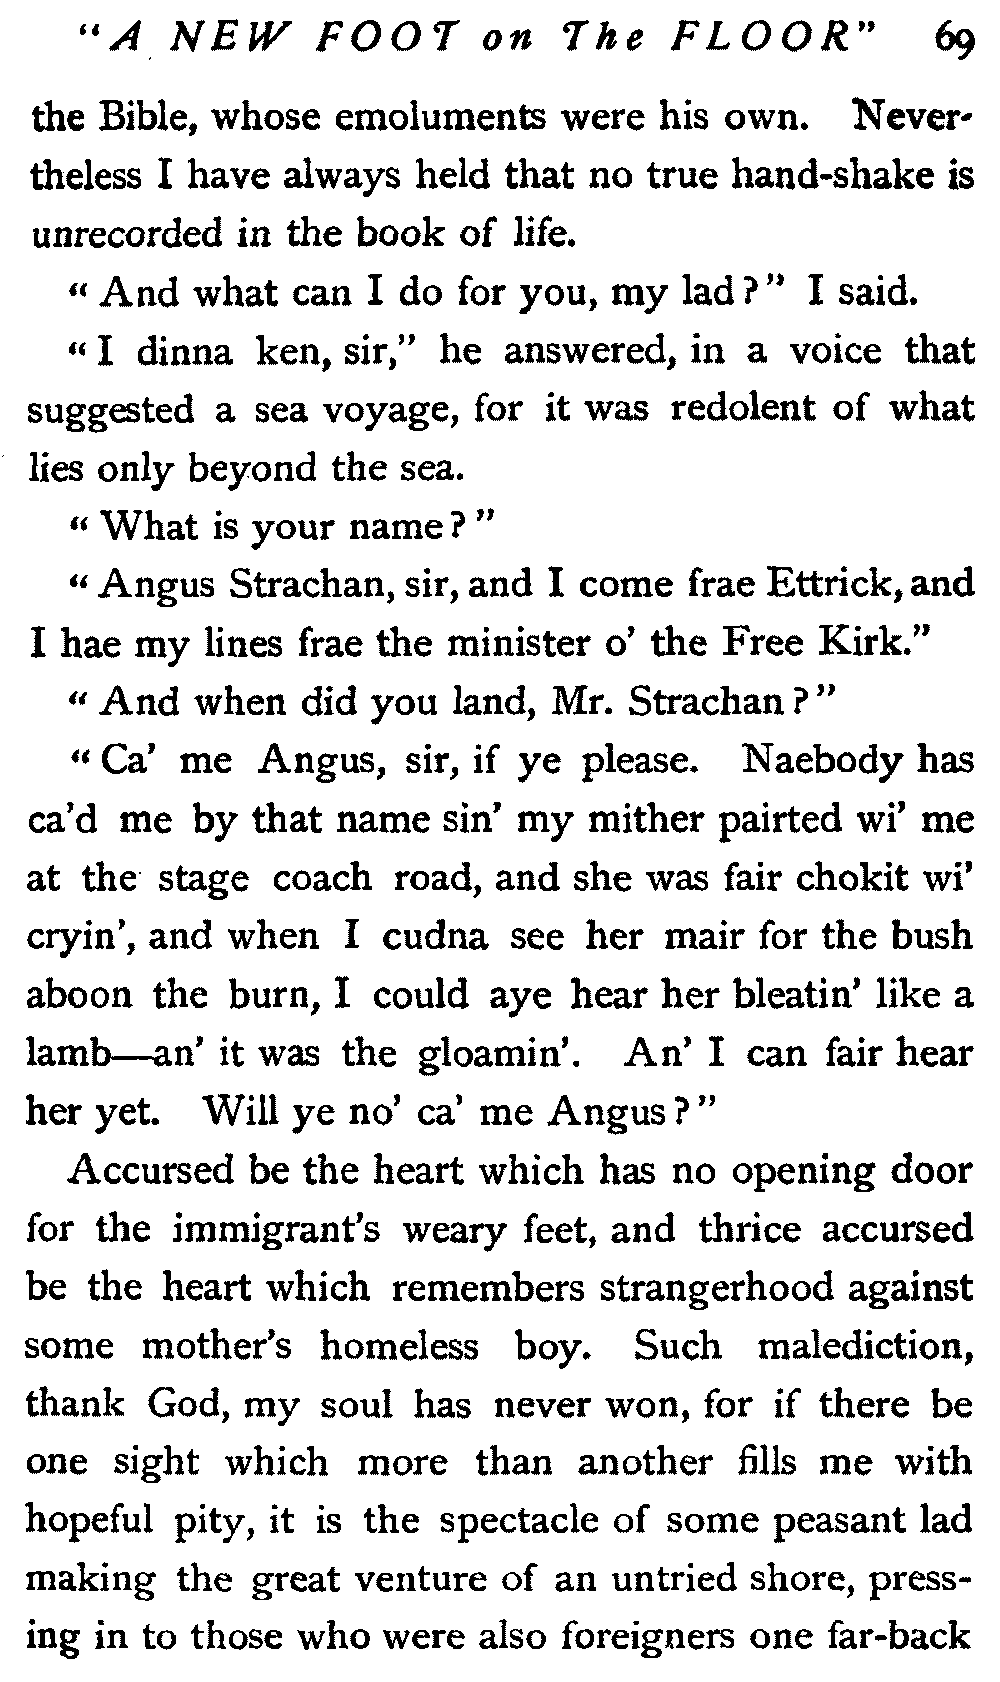 "A NEW FOOT on The FLOOR" 69
the Bible, whose emoluments were his own. Never-
theless I have always held that no true hand-shake is
unrecorded in the book of life.
"And what can I do for you, my lad?" I said.
"I dinna ken, sir," he answered, in a voice that
suggested a sea voyage, for it was redolent of what
lies only beyond the sea.
"What is your name?"
"Angus Strachan, sir, and I come frae Ettrick, and
I hae my lines frae the minister o' the Free Kirk."
"And when did you land, Mr. Strachan?"
"Ca' me Angus, sir, if ye please. Naebody has
ca'd me by that name sin' my mither pairted wi' me
at the stage coach road, and she was fair chokit wi'
cryin', and when I cudna see her mair for the bush
aboon the burn, I could aye hear her bleatin' like a
lamb—an' it was the gloamin'. An' I can fair hear
her yet. Will ye no' ca' me Angus?"
Accursed be the heart which has no opening door
for the immigrant's weary feet, and thrice accursed
be the heart which remembers strangerhood against
some mother's homeless boy. Such malediction,
thank God, my soul has never won, for if there be
one sight which more than another fills me with
hopeful pity, it is the spectacle of some peasant lad
making the great venture of an untried shore, press-
ing in to those who were also foreigners one far-back